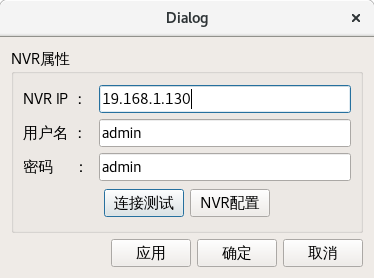 Dialog ×
NVR属性
NVR IP ： 19.168.1.130
用户名 ： admin
密码 ： admin
连接测试 NVR配置
应用 确定 取消